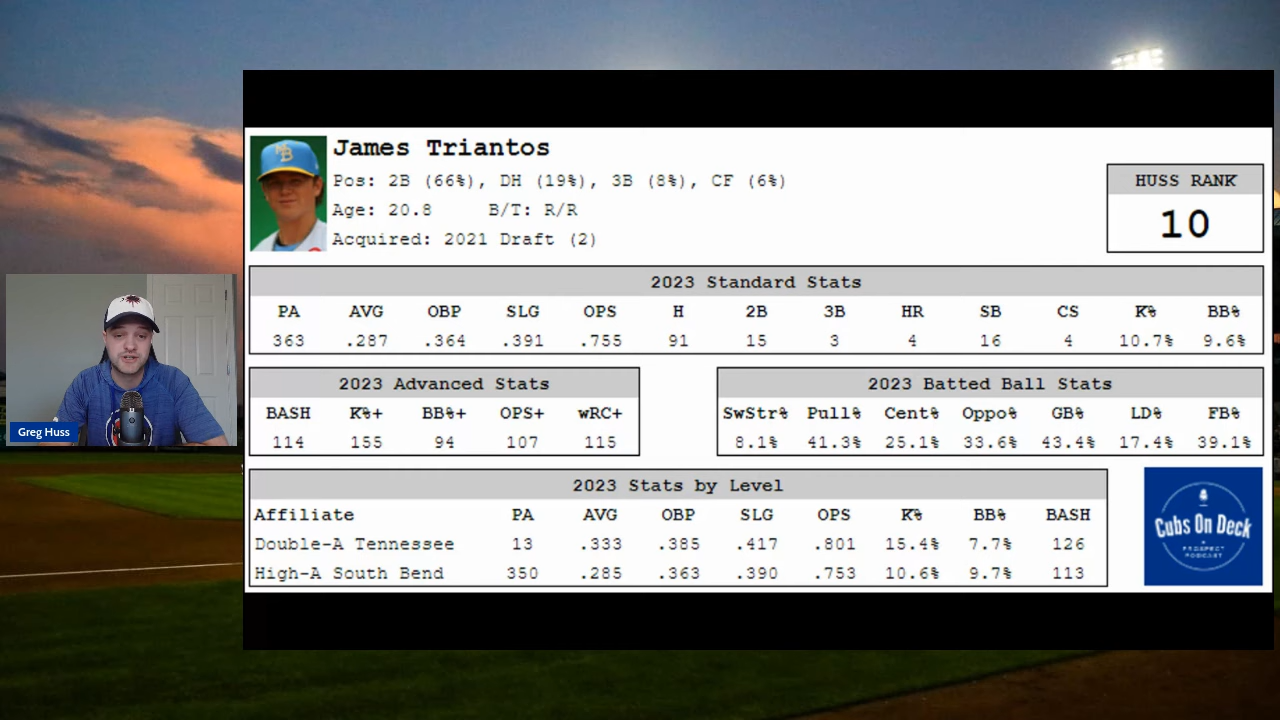 James Triantos
Pos: 2B (66%), DH (19%), 3B (8%), CF (6%)
Age: 20.8 B/T: R/R
Acquired: 2021 Draft (2)
HUSS RANK
10
2023 Standard Stats
PA AVG OBP SLG OPS H 2B 3B HR SB CS K% BB%
363 .287 .364 .391 .755 91 15 3 4 16 4 10.7% 9.6%
2023 Advanced Stats
BASH K%+ BB%+ OPS+ wRC+
114 155 94 107 115
2023 Batted Ball Stats
SwStr% Pull% Cent% Oppo% GB% LD% FB%
8.1% 41.3% 25.1% 33.6% 43.4% 17.4% 39.1%
2023 Stats by Level
Affiliate PA AVG OBP SLG OPS K% BB% BASH
Double-A Tennessee 13 .333 .385 .417 .801 15.4% 7.7% 126
High-A South Bend 350 .285 .363 .390 .753 10.6% 9.7% 113
Cubs On Deck
PROSPECT
PODCAST
Greg Huss